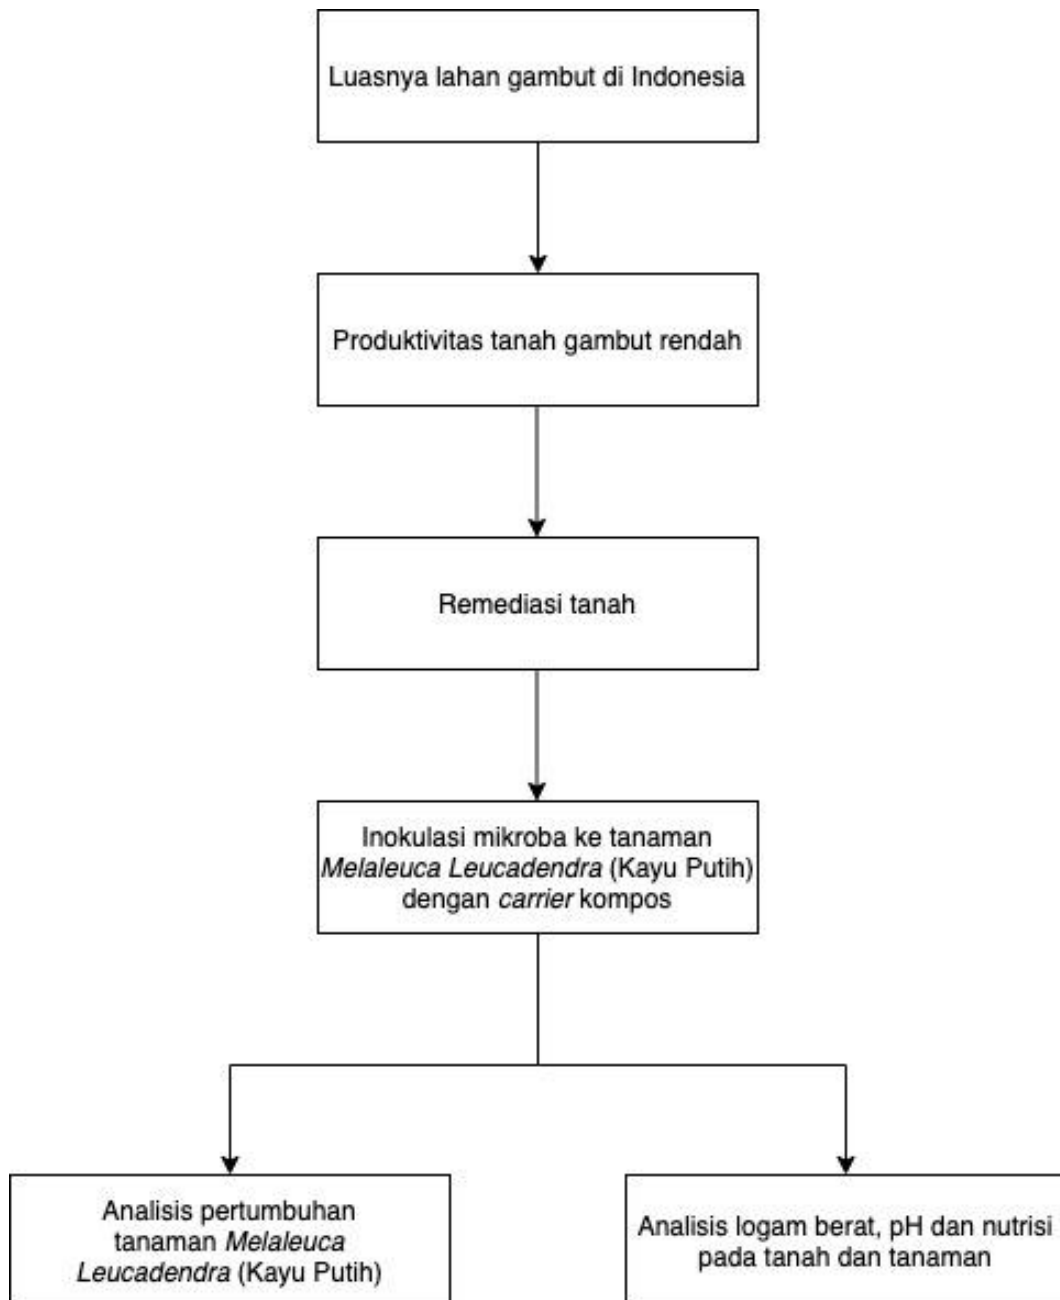 Luasnya lahan gambut di Indonesia
Produktivitas tanah gambut rendah
Remediasi tanah
Inokulasi mikroba ke tanaman
Melaleuca Leucadendra (Kayu Putih)
dengan carrier kompos
Analisis pertumbuhan
tanaman Melaleuca
Leucadendra (Kayu Putih)
Analisis logam berat, pH dan nutrisi
pada tanah dan tanaman